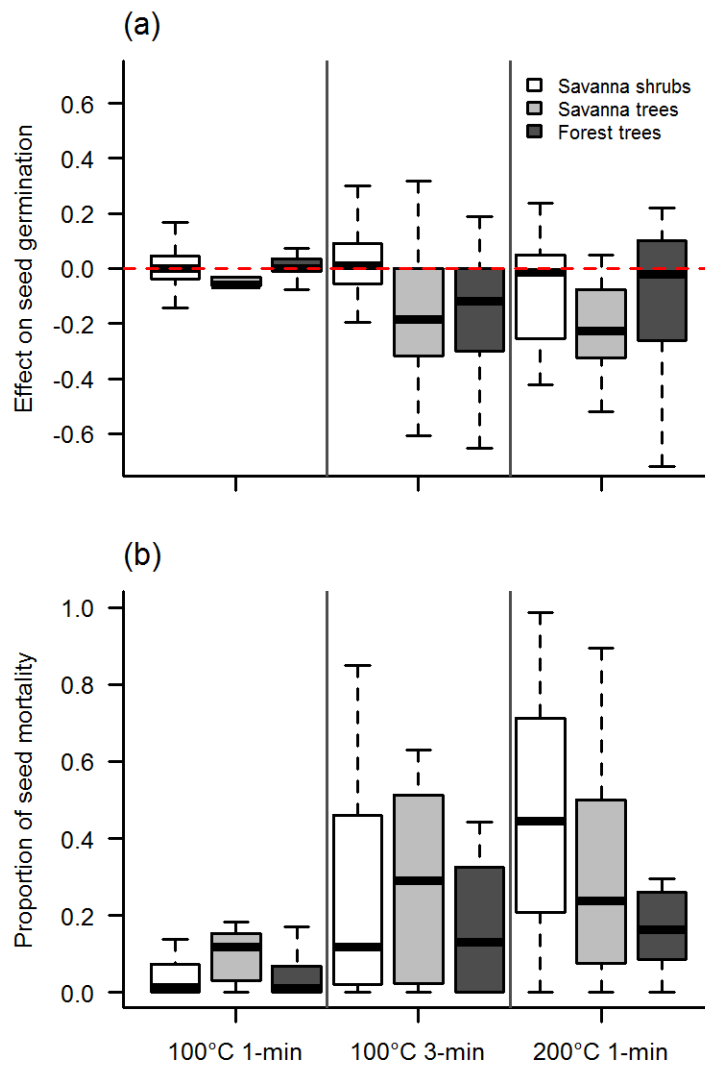 (a)
Effect on seed germination
0.6
0.4
0.2
0.0
-0.2
-0.4
-0.6
Savanna shrubs
Savanna trees
Forest trees
(b)
Proportion of seed mortality
1.0
0.8
0.6
0.4
0.2
0.0
100°C 1-min 100°C 3-min 200°C 1-min